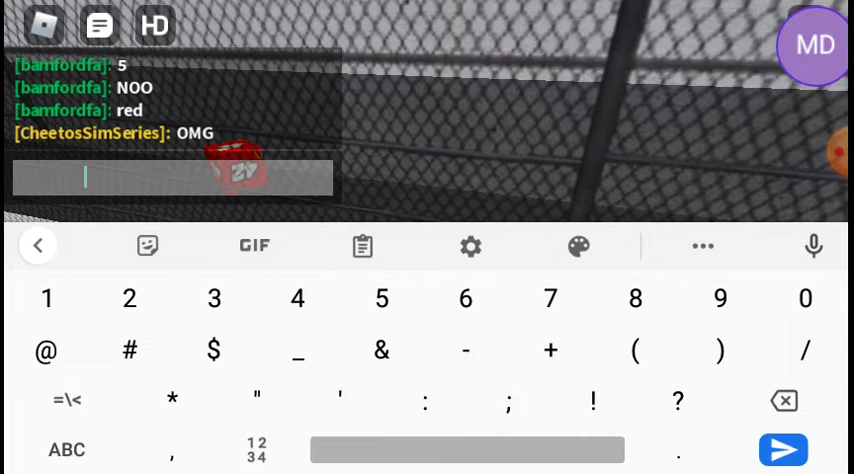 HD
MD
[bamfordfa]: 5
[bamfordfa]: NOO
[bamfordfa]: red
[CheetosSimSeries]: OMG
GIF
1 2 3 4 5 6 7 8 9 0
@ # $ _ & - + ( ) /
=\< * " ' : ; ! ?
ABC , 12 .
34